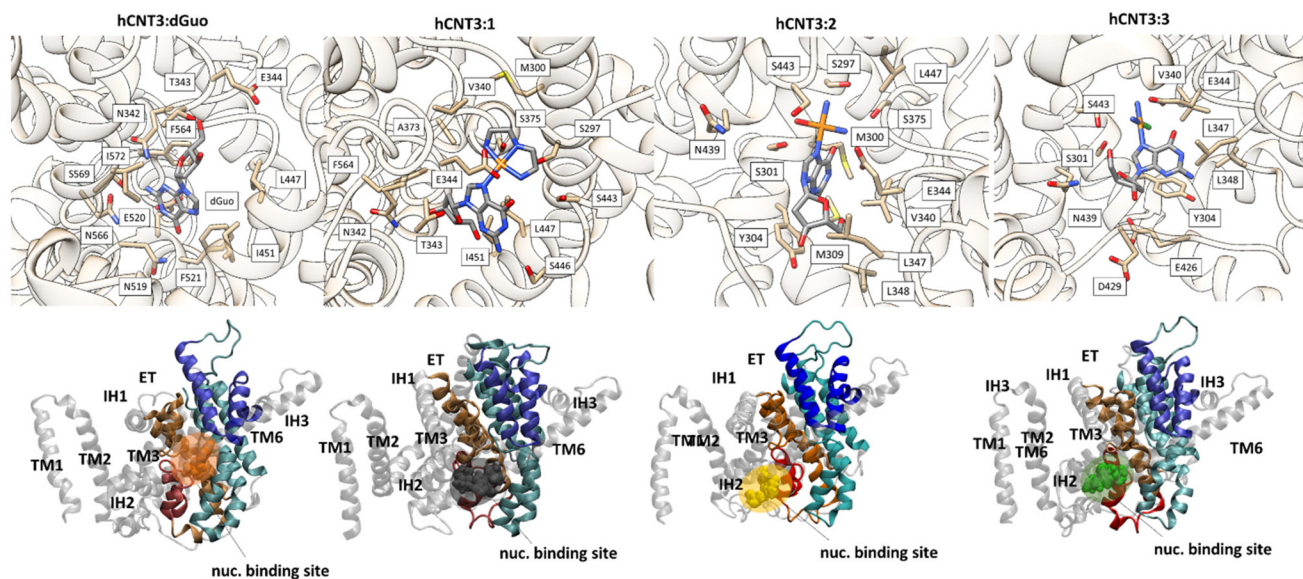 hCNT3:dGuo
hCNT3:1
hCNT3:2
hCNT3:3
T343
E344
N342
F564
I572
S569
L447
dGuo
E520
N566
I451
F521
N519
M300
V340
S375
A373
S297
F564
E344
S443
N342
T343
L447
I451
S446
S443
S297
L447
S375
N439
M300
S301
E344
V340
Y304
M309
L347
L348
V340
E344
S443
L347
S301
L348
N439
Y304
E426
D429
ET
IH1
IH3
TM6
TM1
TM2
TM3
IH2
nuc. binding site
ET
IH1
IH3
TM1
TM2
TM3
TM6
IH2
nuc. binding site
ET
IH1
TM2
TM3
IH2
nuc. binding site
ET
IH3
IH1
IH3
TM1
TM2
TM3
TM6
TM6
IH2
nuc. binding site